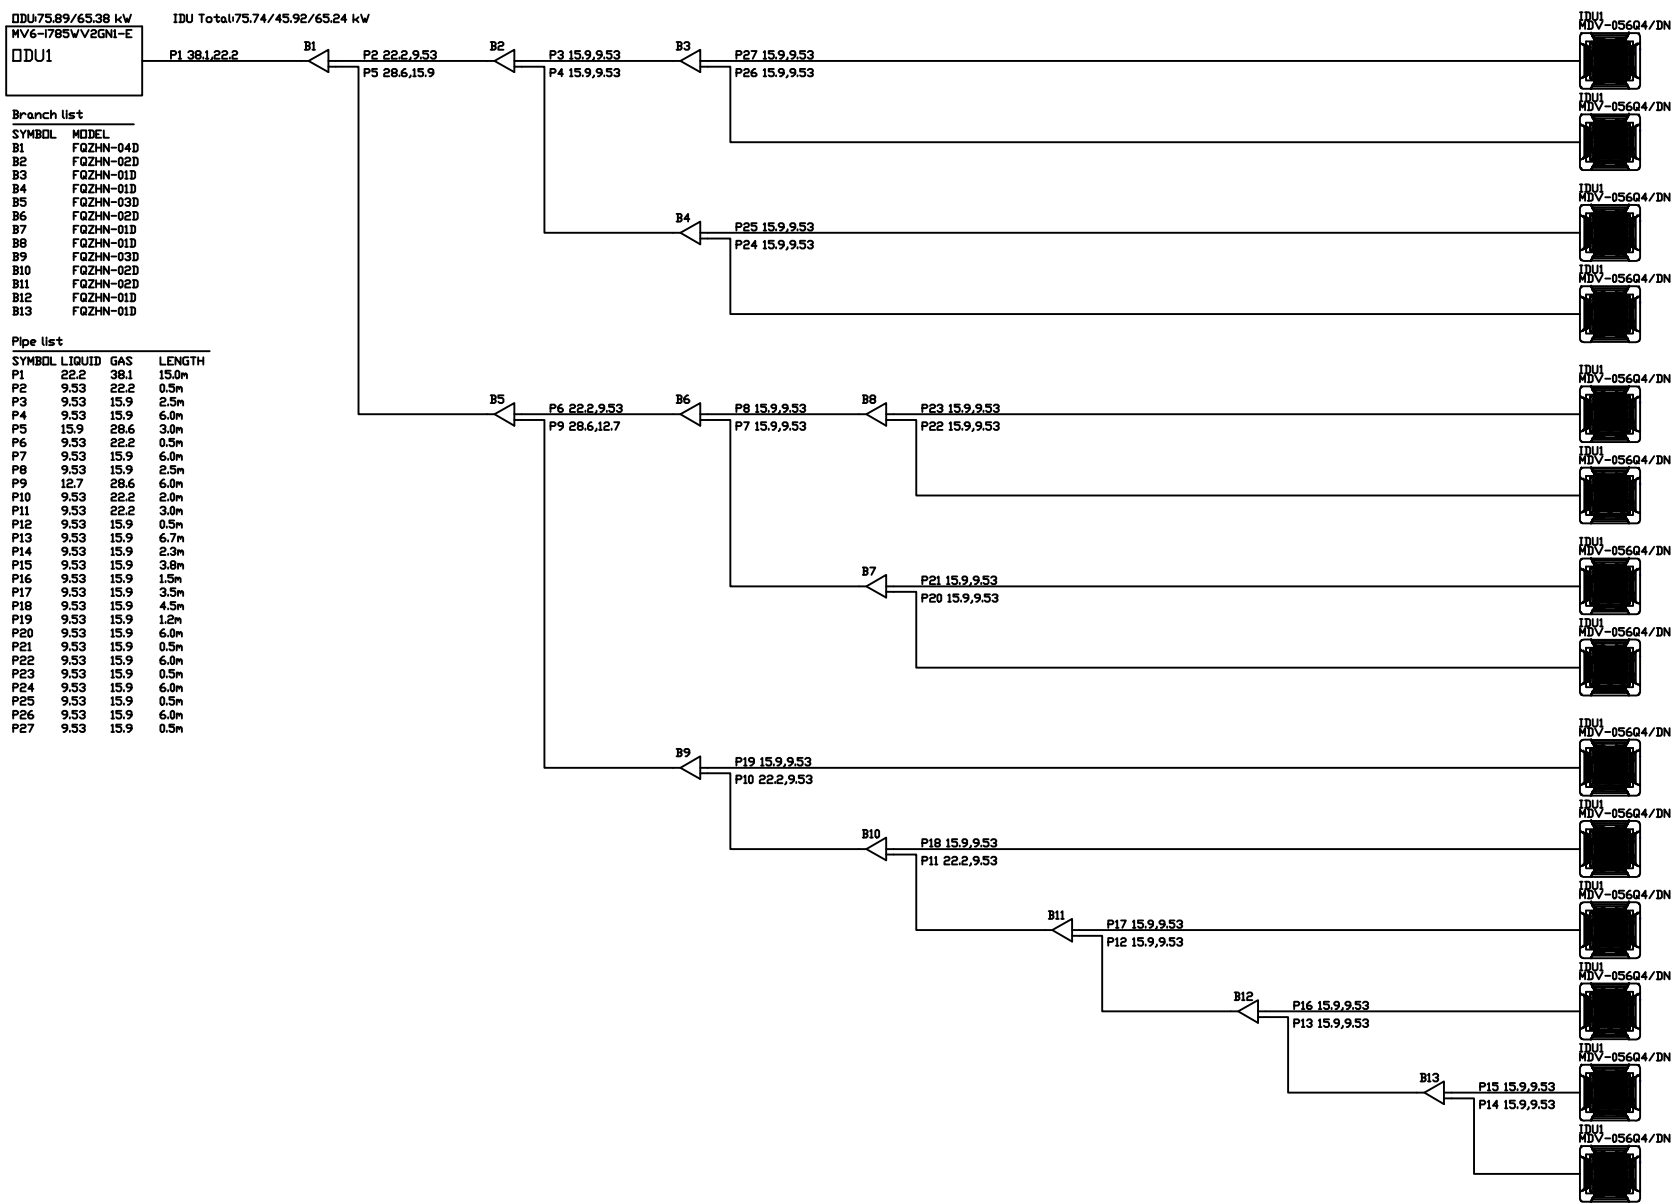 ODU:75.89/65.38 kW IDU Total:75.74/45.92/65.24 kW
MV6-i785WV2GN1-E
ODU1
P1 38.1,22.2
B1
P2 22.2,9.53
P5 28.6,15.9
B2
P3 15.9,9.53
P4 15.9,9.53
B3
P27 15.9,9.53
P26 15.9,9.53
IDU1
MDV-056Q4/DN
IDU1
MDV-056Q4/DN
Branch list
SYMBOL MODEL
B1 FQZHN-04D
B2 FQZHN-02D
B3 FQZHN-01D
B4 FQZHN-01D
B5 FQZHN-03D
B6 FQZHN-02D
B7 FQZHN-01D
B8 FQZHN-01D
B9 FQZHN-03D
B10 FQZHN-02D
B11 FQZHN-02D
B12 FQZHN-01D
B13 FQZHN-01D
B4
P25 15.9,9.53
P24 15.9,9.53
IDU1
MDV-056Q4/DN
IDU1
MDV-056Q4/DN
Pipe list
SYMBOL LIQUID GAS LENGTH
P1 22.2 38.1 15.0m
P2 9.53 22.2 0.5m
P3 9.53 15.9 2.5m
P4 9.53 15.9 6.0m
P5 15.9 28.6 3.0m
P6 9.53 22.2 0.5m
P7 9.53 15.9 6.0m
P8 9.53 15.9 2.5m
P9 12.7 28.6 6.0m
P10 9.53 22.2 2.0m
P11 9.53 22.2 3.0m
P12 9.53 15.9 0.5m
P13 9.53 15.9 6.7m
P14 9.53 15.9 2.3m
P15 9.53 15.9 3.8m
P16 9.53 15.9 1.5m
P17 9.53 15.9 3.5m
P18 9.53 15.9 4.5m
P19 9.53 15.9 1.2m
P20 9.53 15.9 6.0m
P21 9.53 15.9 0.5m
P22 9.53 15.9 6.0m
P23 9.53 15.9 0.5m
P24 9.53 15.9 6.0m
P25 9.53 15.9 0.5m
P26 9.53 15.9 6.0m
P27 9.53 15.9 0.5m
B5
P6 22.2,9.53
P9 28.6,12.7
B6
P8 15.9,9.53
P7 15.9,9.53
B8
P23 15.9,9.53
P22 15.9,9.53
IDU1
MDV-056Q4/DN
IDU1
MDV-056Q4/DN
B7
P21 15.9,9.53
P20 15.9,9.53
IDU1
MDV-056Q4/DN
IDU1
MDV-056Q4/DN
B9
P19 15.9,9.53
P10 22.2,9.53
IDU1
MDV-056Q4/DN
B10
P18 15.9,9.53
P11 22.2,9.53
IDU1
MDV-056Q4/DN
B11
P17 15.9,9.53
P12 15.9,9.53
IDU1
MDV-056Q4/DN
B12
P16 15.9,9.53
P13 15.9,9.53
IDU1
MDV-056Q4/DN
B13
P15 15.9,9.53
P14 15.9,9.53
IDU1
MDV-056Q4/DN
IDU1
MDV-056Q4/DN